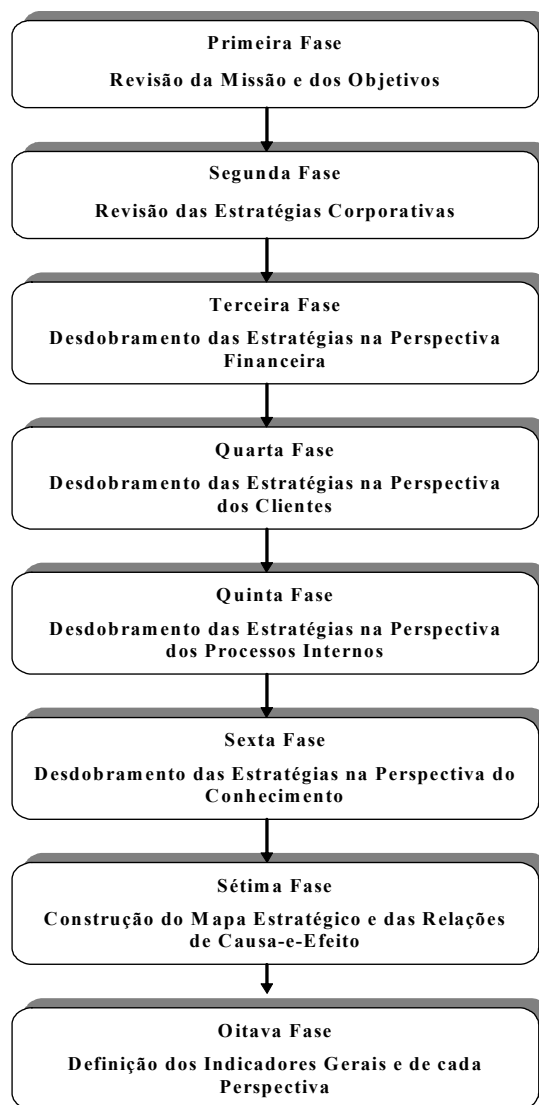 Primeira Fase
Revisão da Missão e dos Objetivos
Segunda Fase
Revisão das Estratégias Corporativas
Terceira Fase
Desdobramento das Estratégias na Perspectiva
Financeira
Quarta Fase
Desdobramento das Estratégias na Perspectiva
dos Clientes
Quinta Fase
Desdobramento das Estratégias na Perspectiva
dos Processos Internos
Sexta Fase
Desdobramento das Estratégias na Perspectiva do
Conhecimento
Sétima Fase
Construção do Mapa Estratégico e das Relações
de Causa-e-Efeito
Oitava Fase
Definição dos Indicadores Gerais e de cada
Perspectiva